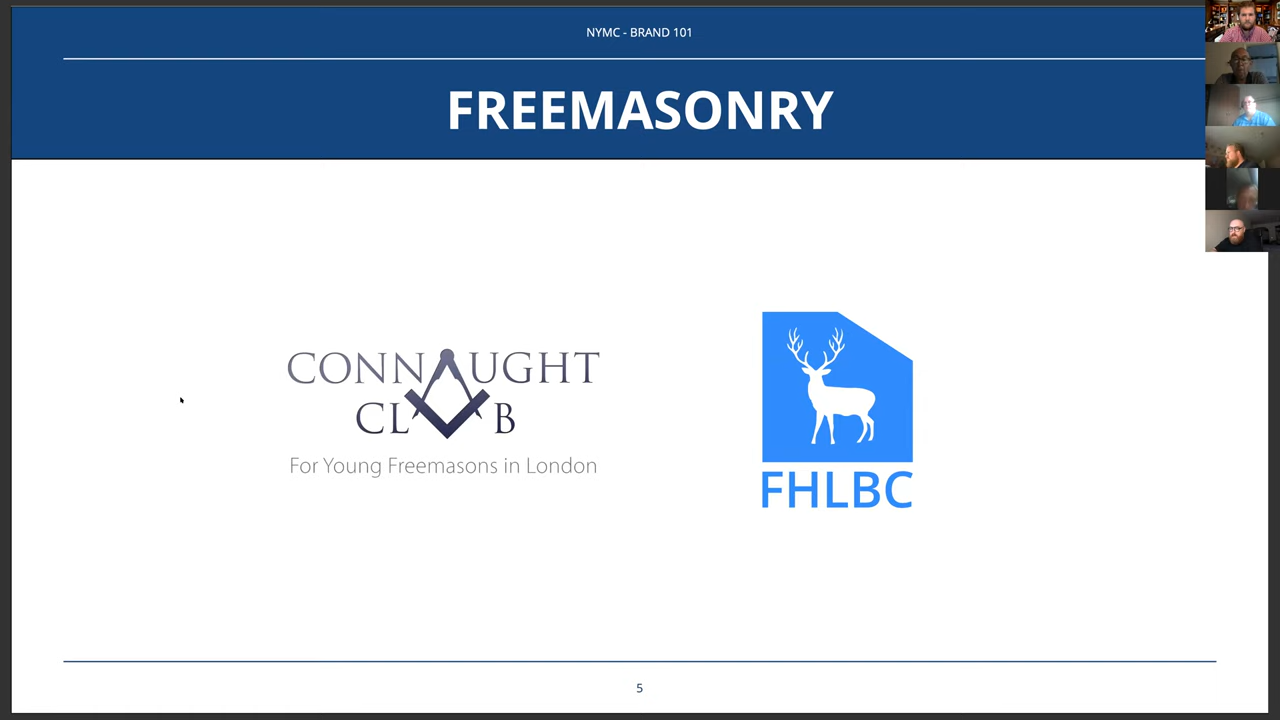 NYMC - BRAND 101
FREEMASONRY
CONNAUGHT
CLUB
For Young Freemasons in London
FHLBC
5